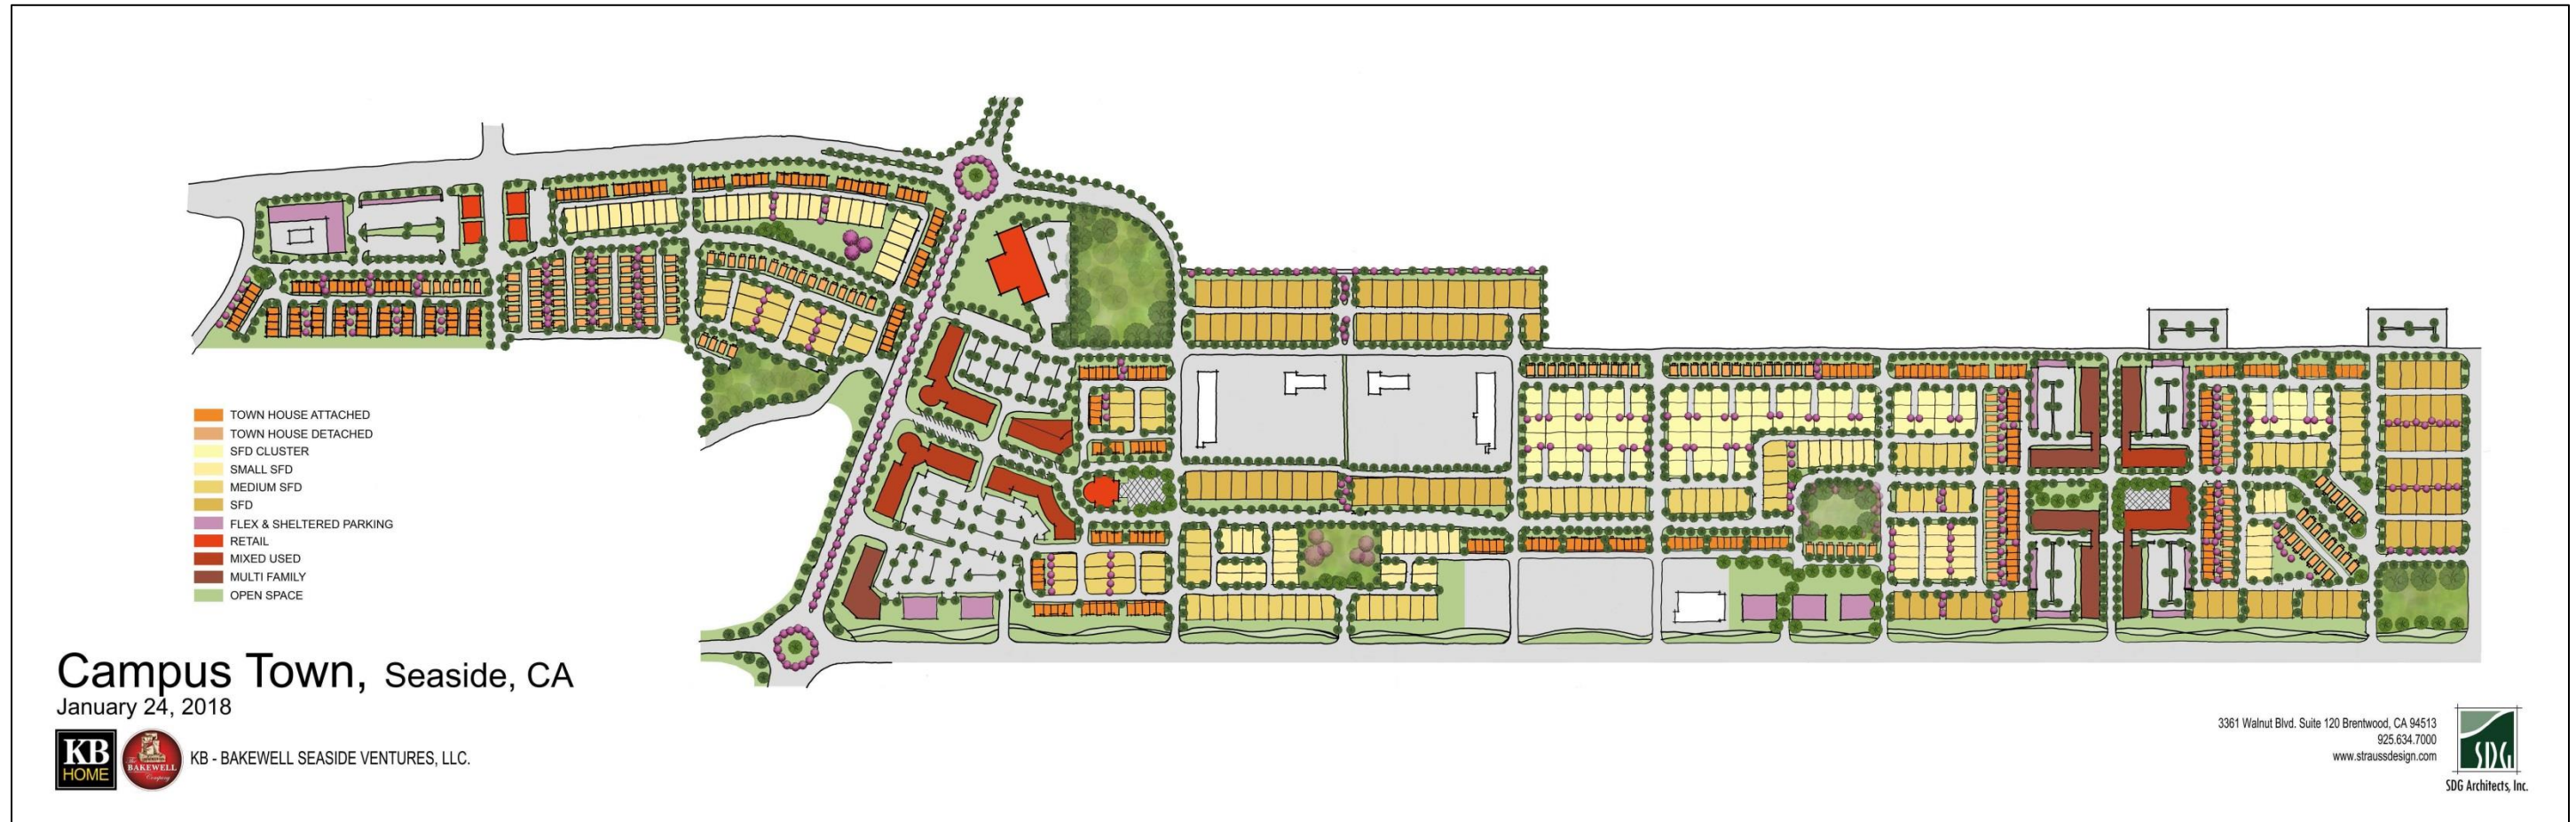 TOWN HOUSE ATTACHED
TOWN HOUSE DETACHED
SFD CLUSTER
SMALL SFD
MEDIUM SFD
SFD
FLEX & SHELTERED PARKING
RETAIL
MIXED USED
MULTI FAMILY
OPEN SPACE
Campus Town, Seaside, CA
January 24, 2018
KB
HOME
The
BAKEWELL
Company
KB - BAKEWELL SEASIDE VENTURES, LLC.
3361 Walnut Blvd. Suite 120 Brentwood, CA 94513
925.634.7000
www.straussdesign.com
SDG
SDG Architects, Inc.